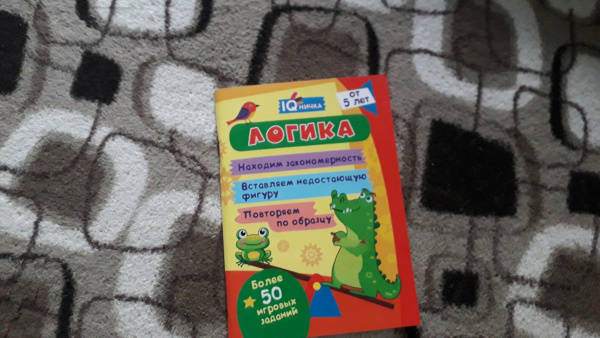 IQ
ничка
от
5 лет
ЛОГИКА
Находим закономерность
Вставляем недостающую
фигуру
Повторяем
по образцу
Более
50
игровых
заданий